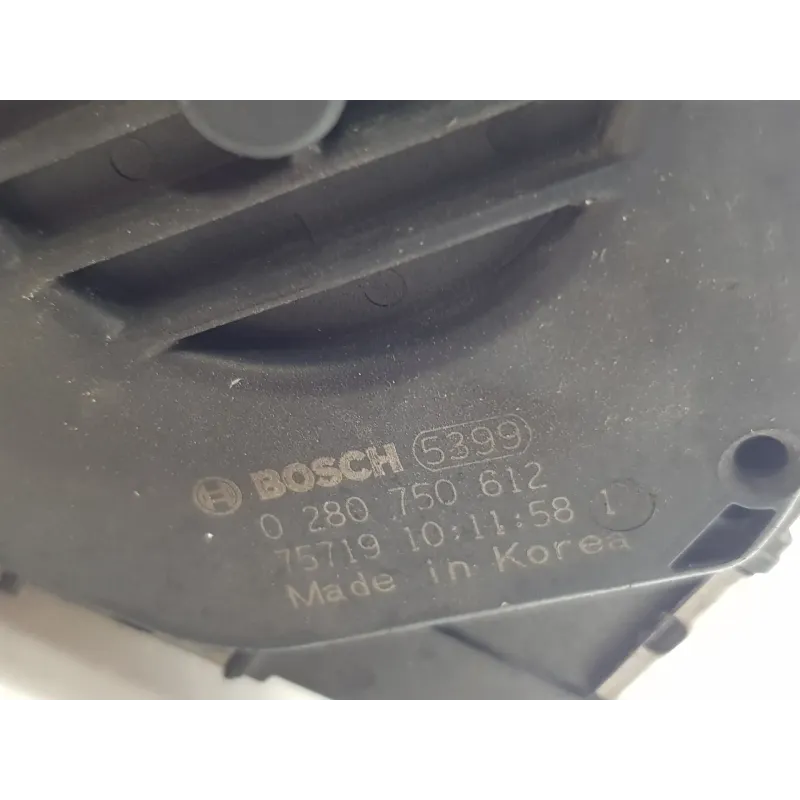 BOSCH 5399
0 280 750 612
75719 10:11:58 1
Made in Korea